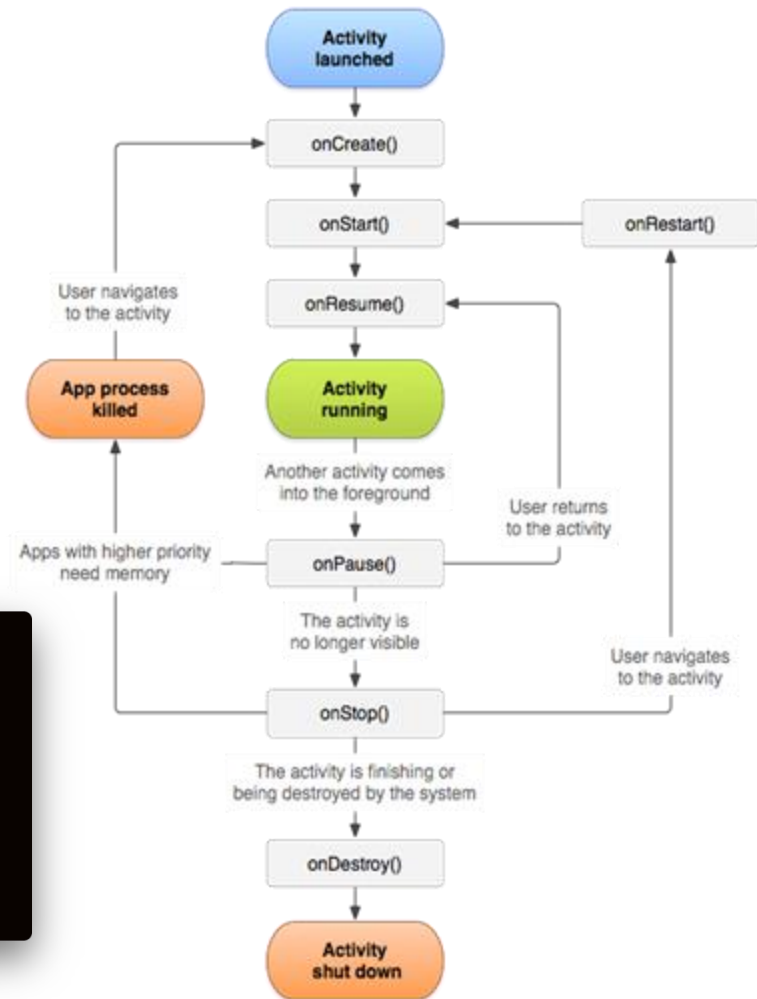 Activity
launched
onCreate()
onStart()
onRestart()
User navigates
to the activity
onResume()
App process
killed
Activity
running
Another activity comes
into the foreground
User returns
to the activity
Apps with higher priority
need memory
onPause()
The activity is
no longer visible
User navigates
to the activity
onStop()
The activity is finishing or
being destroyed by the system
onDestroy()
Activity
shut down